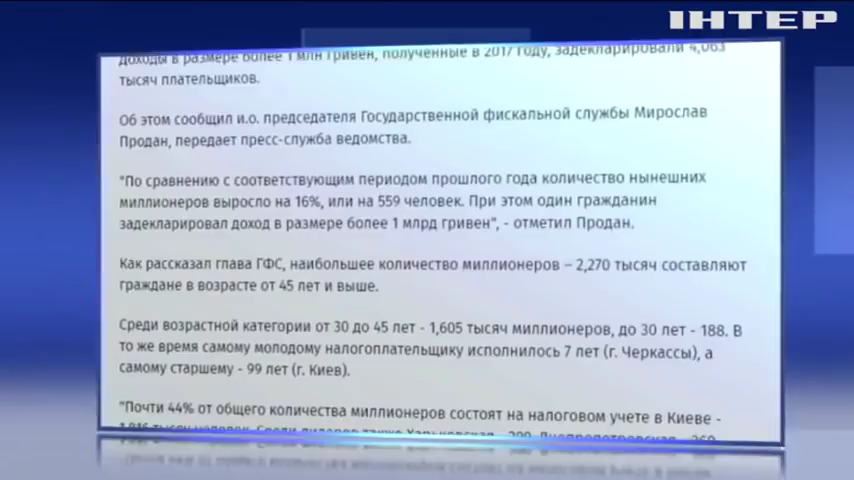 ІНТЕР
доходы в размере более 1 млн гривен, полученные в 2017 году, задекларировали 4,063
тысяч плательщиков.
Об этом сообщил и.о. председателя Государственной фискальной службы Мирослав
Продан, передает пресс-служба ведомства.
"По сравнению с соответствующим периодом прошлого года количество нынешних
миллионеров выросло на 16%, или на 559 человек. При этом один гражданин
задекларировал доход в размере более 1 млрд гривен", - отметил Продан.
Как рассказал глава ГФС, наибольшее количество миллионеров – 2,270 тысяч составляют
граждане в возрасте от 45 лет и выше.
Среди возрастной категории от 30 до 45 лет - 1,605 тысяч миллионеров, до 30 лет - 188. В
то же время самому молодому налогоплательщику исполнилось 7 лет (г. Черкассы), а
самому старшему - 99 лет (г. Киев).
"Почти 44% от общего количества миллионеров состоят на налоговом учете в Киеве -